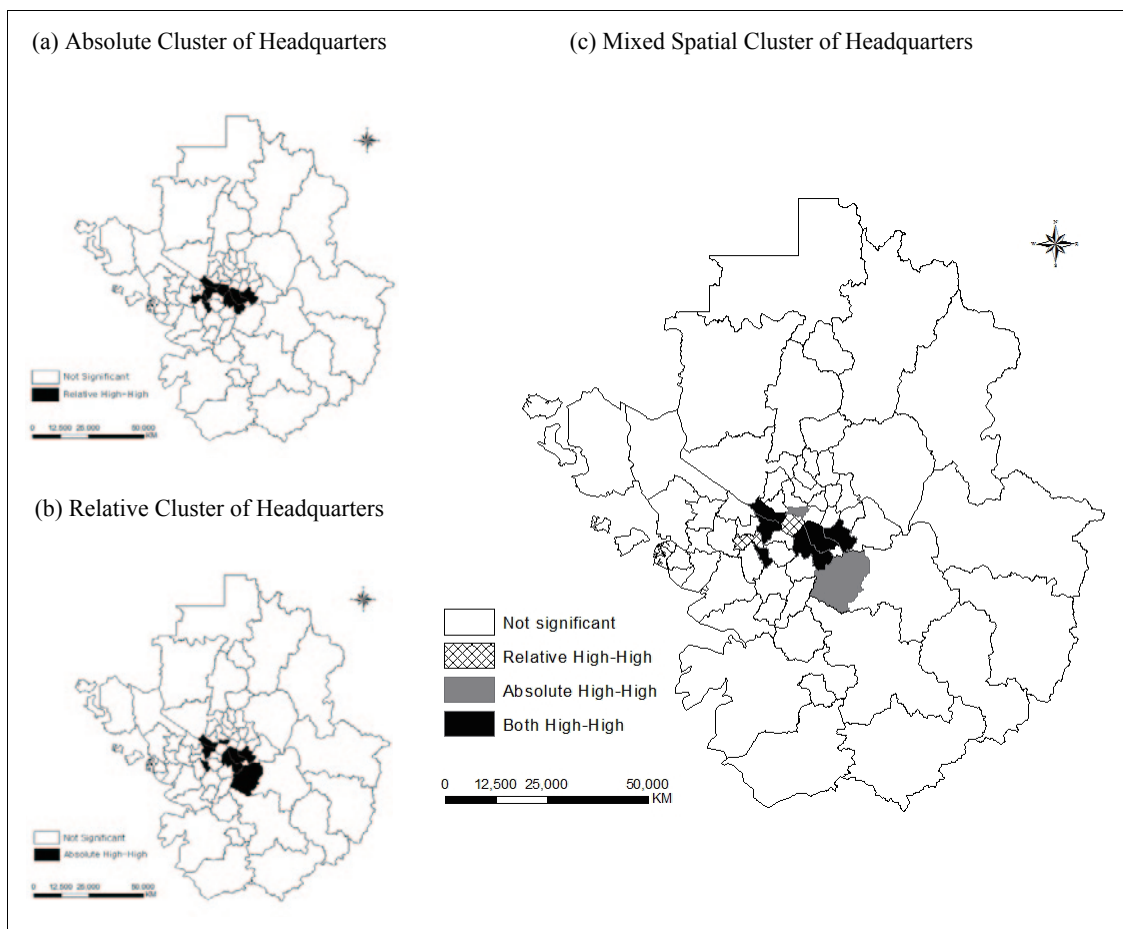 (a) Absolute Cluster of Headquarters
Not Significant
Relative High-High
0 12,500 25,000 50,000
KM
(b) Relative Cluster of Headquarters
Not Significant
Absolute High-High
0 12,500 25,000 50,000
KM
(c) Mixed Spatial Cluster of Headquarters
N
W E
S
Not significant
Relative High-High
Absolute High-High
Both High-High
0 12,500 25,000 50,000
KM